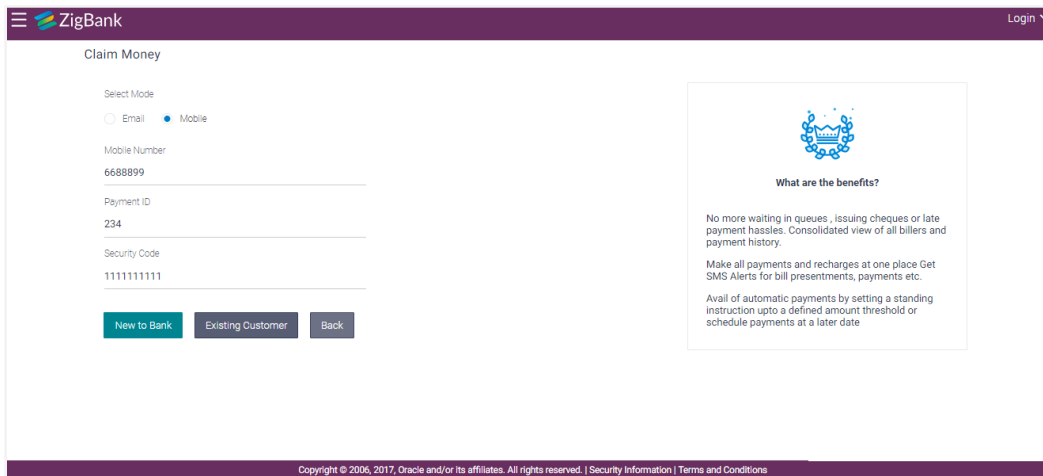 ZigBank
Login
Claim Money
Select Mode
Email Mobile
Mobile Number
6688899
Payment ID
234
Security Code
1111111111
New to Bank Existing Customer Back
What are the benefits?
No more waiting in queues , issuing cheques or late
payment hassles. Consolidated view of all billers and
payment history.
Make all payments and recharges at one place Get
SMS Alerts for bill presentments, payments etc.
Avail of automatic payments by setting a standing
instruction upto a defined amount threshold or
schedule payments at a later date
Copyright © 2006, 2017, Oracle and/or its affiliates. All rights reserved. | Security Information | Terms and Conditions